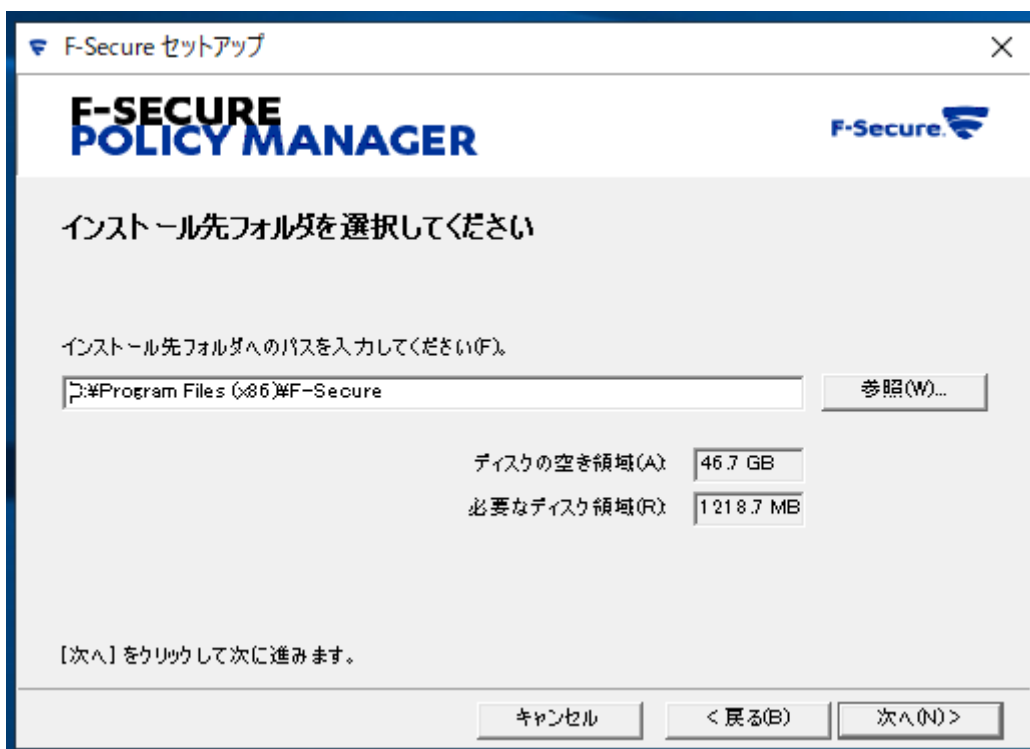 F-Secure セットアップ
F-SECURE
POLICY MANAGER
F-Secure.
インストール先フォルダを選択してください
インストール先フォルダへのパスを入力してください(F)。
:¥Program Files (x86)¥F-Secure
参照(W)...
ディスクの空き領域(A):
46.7 GB
必要なディスク領域(R):
1218.7 MB
[次へ] をクリックして次に進みます。
キャンセル
< 戻る(B)
次へ(N) >